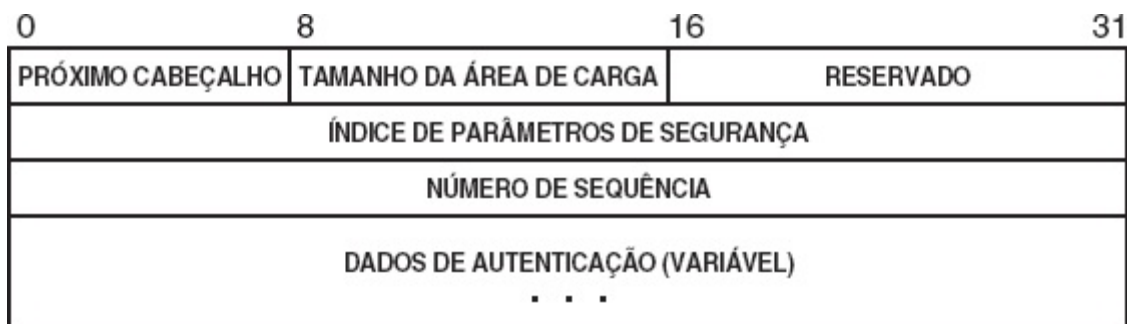 0 8 16 31
PRÓXIMO CABEÇALHO TAMANHO DA ÁREA DE CARGA RESERVADO
ÍNDICE DE PARÂMETROS DE SEGURANÇA
NÚMERO DE SEQUÊNCIA
DADOS DE AUTENTICAÇÃO (VARIÁVEL)
. . .